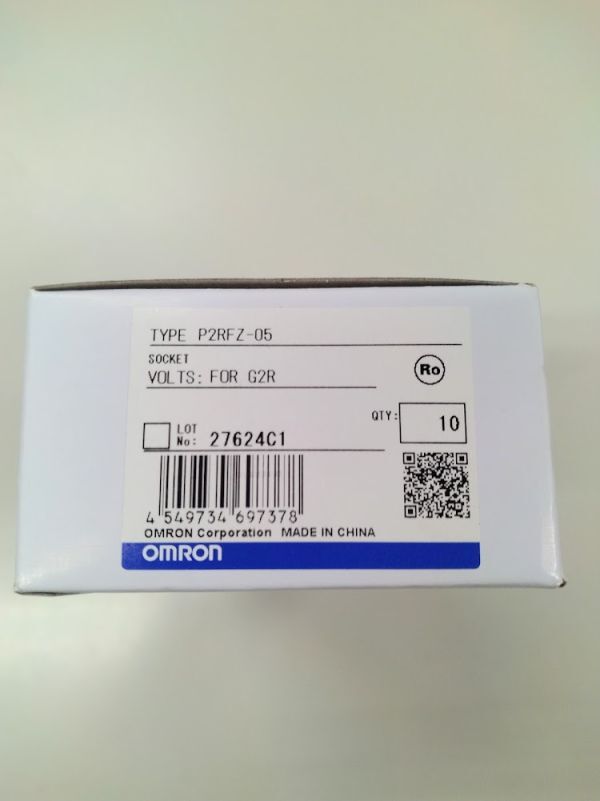 TYPE P2RFZ-05
SOCKET
VOLTS: FOR G2R
Ro
QTY: 10
LOT No: 27624C1
4 549734 697378
OMRON Corporation MADE IN CHINA
OMRON